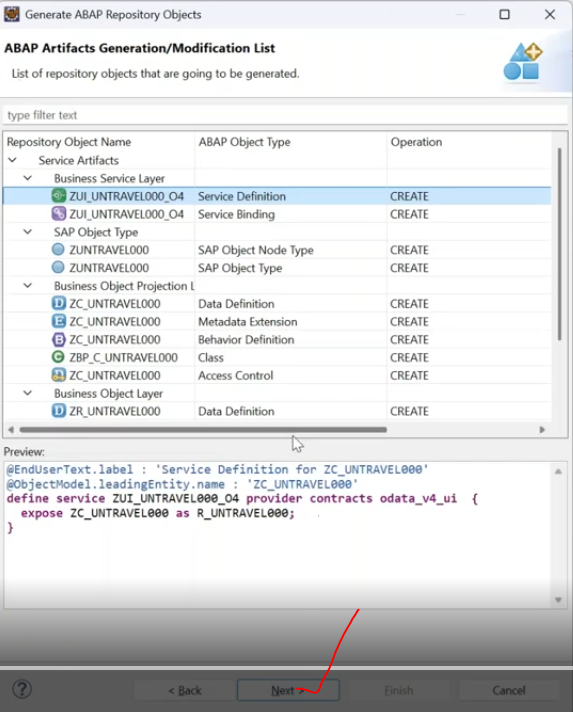 Generate ABAP Repository Objects
ABAP Artifacts Generation/Modification List
List of repository objects that are going to be generated.
type filter text
Repository Object Name ABAP Object Type Operation
Service Artifacts
Business Service Layer
ZUI_UNTRAVEL000_O4 Service Definition CREATE
ZUI_UNTRAVEL000_O4 Service Binding CREATE
SAP Object Type
ZUNTRAVEL000 SAP Object Node Type CREATE
ZUNTRAVEL000 SAP Object Type CREATE
Business Object Projection L
D ZC_UNTRAVEL000 Data Definition CREATE
E ZC_UNTRAVEL000 Metadata Extension CREATE
B ZC_UNTRAVEL000 Behavior Definition CREATE
C ZBP_C_UNTRAVEL000 Class CREATE
D ZC_UNTRAVEL000 Access Control CREATE
Business Object Layer
D ZR_UNTRAVEL000 Data Definition CREATE
Preview:
@EndUserText.label : 'Service Definition for ZC_UNTRAVEL000'
@ObjectModel.leadingEntity.name : 'ZC_UNTRAVEL000'
define service ZUI_UNTRAVEL000_O4 provider contracts odata_v4_ui {
expose ZC_UNTRAVEL000 as R_UNTRAVEL000;
}
? < Back Next > Finish Cancel